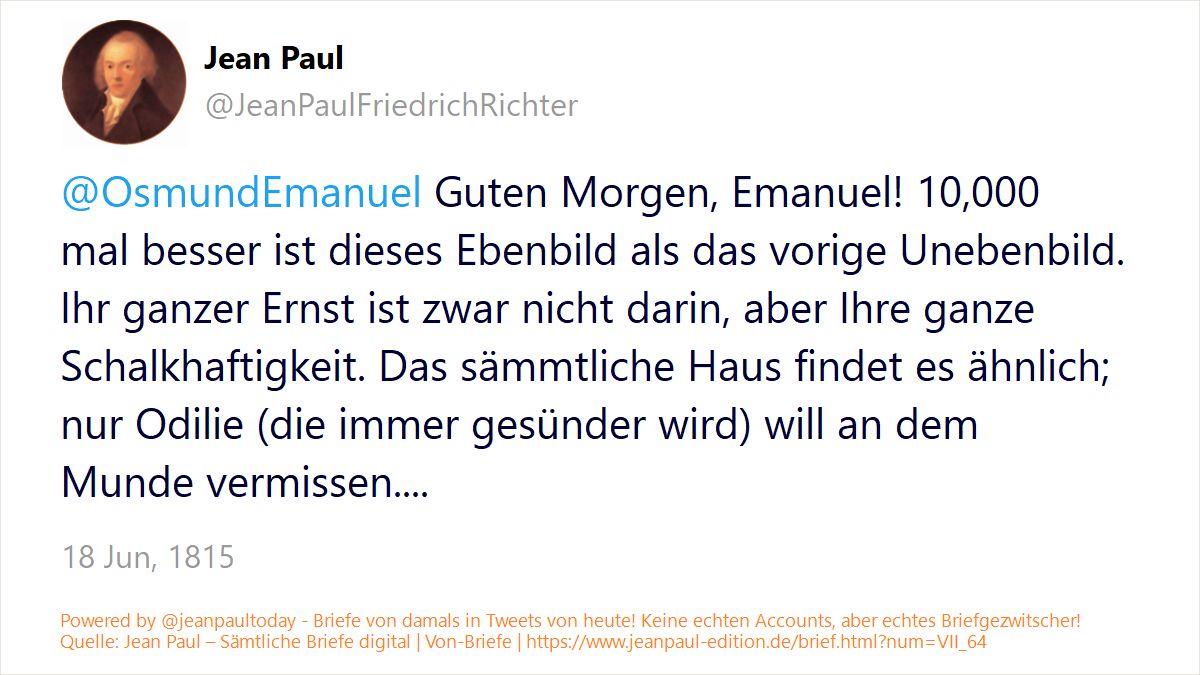 Jean Paul
@JeanPaulFriedrichRichter
@OsmundEmanuel Guten Morgen, Emanuel! 10,000
mal besser ist dieses Ebenbild als das vorige Unebenbild.
Ihr ganzer Ernst ist zwar nicht darin, aber Ihre ganze
Schalkhaftigkeit. Das sämmtliche Haus findet es ähnlich;
nur Odilie (die immer gesünder wird) will an dem
Munde vermissen....
18 Jun, 1815
Powered by @jeanpaultoday - Briefe von damals in Tweets von heute! Keine echten Accounts, aber echtes Briefgezwitscher!
Quelle: Jean Paul – Sämtliche Briefe digital | Von-Briefe | https://www.jeanpaul-edition.de/brief.html?num=VII_64